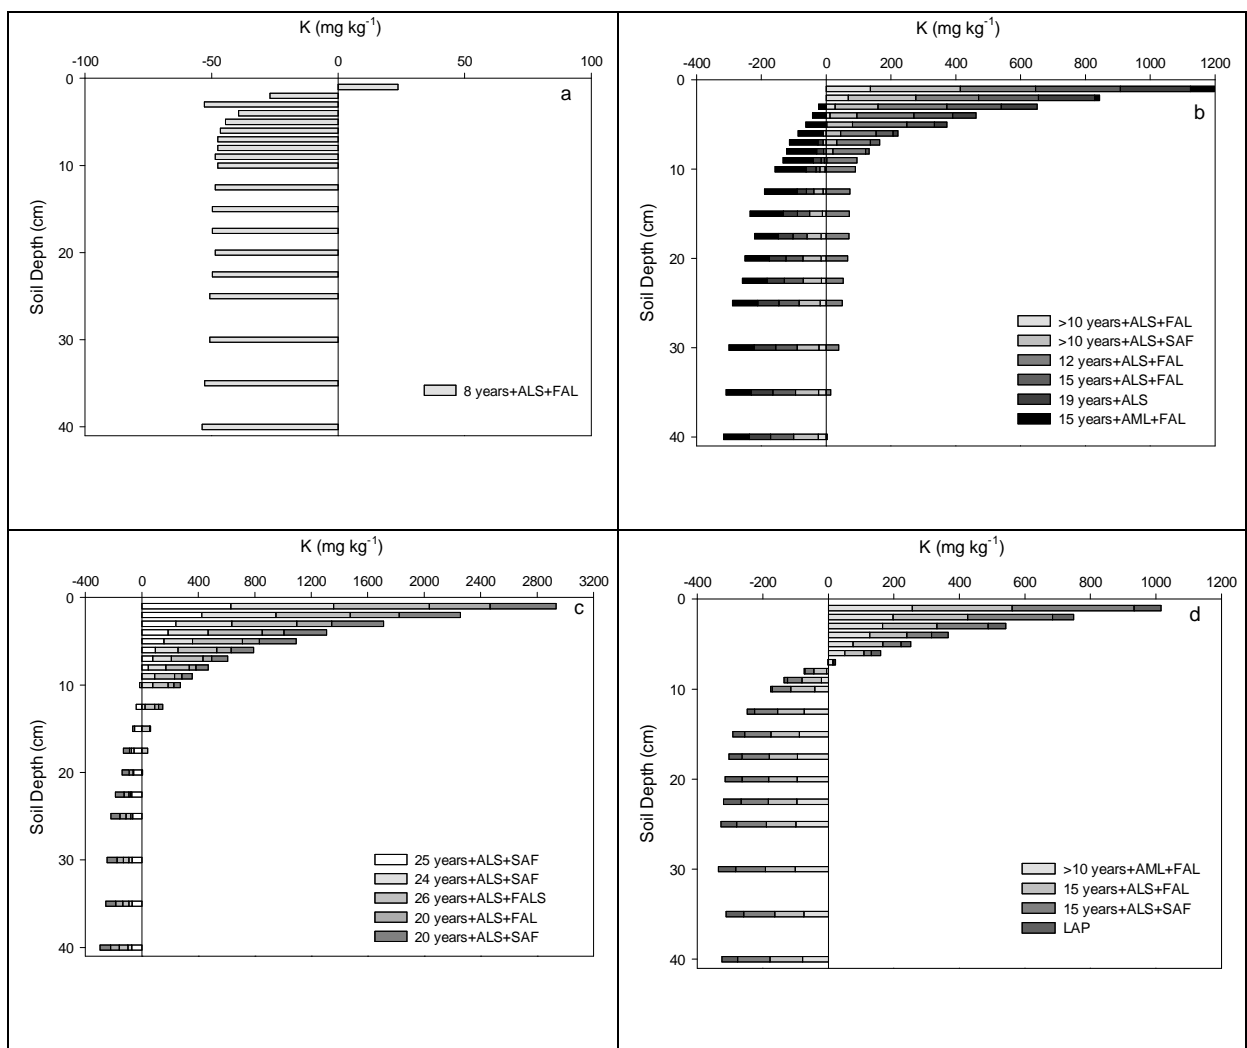 K (mg kg-1)
-100 -50 0 50 100
0
10
20
30
40
Soil Depth (cm)
a
8 years+ALS+FAL
K (mg kg-1)
-400 -200 0 200 400 600 800 1000 1200
0
10
20
30
40
Soil Depth (cm)
b
>10 years+ALS+FAL
>10 years+ALS+SAF
12 years+ALS+FAL
15 years+ALS+FAL
19 years+ALS
15 years+AML+FAL
K (mg kg-1)
-400 0 400 800 1200 1600 2000 2400 2800 3200
0
10
20
30
40
Soil Depth (cm)
c
25 years+ALS+SAF
24 years+ALS+SAF
26 years+ALS+FALS
20 years+ALS+FAL
20 years+ALS+SAF
K (mg kg-1)
-400 -200 0 200 400 600 800 1000 1200
0
10
20
30
40
Soil Depth (cm)
d
>10 years+AML+FAL
15 years+ALS+FAL
15 years+ALS+SAF
LAP